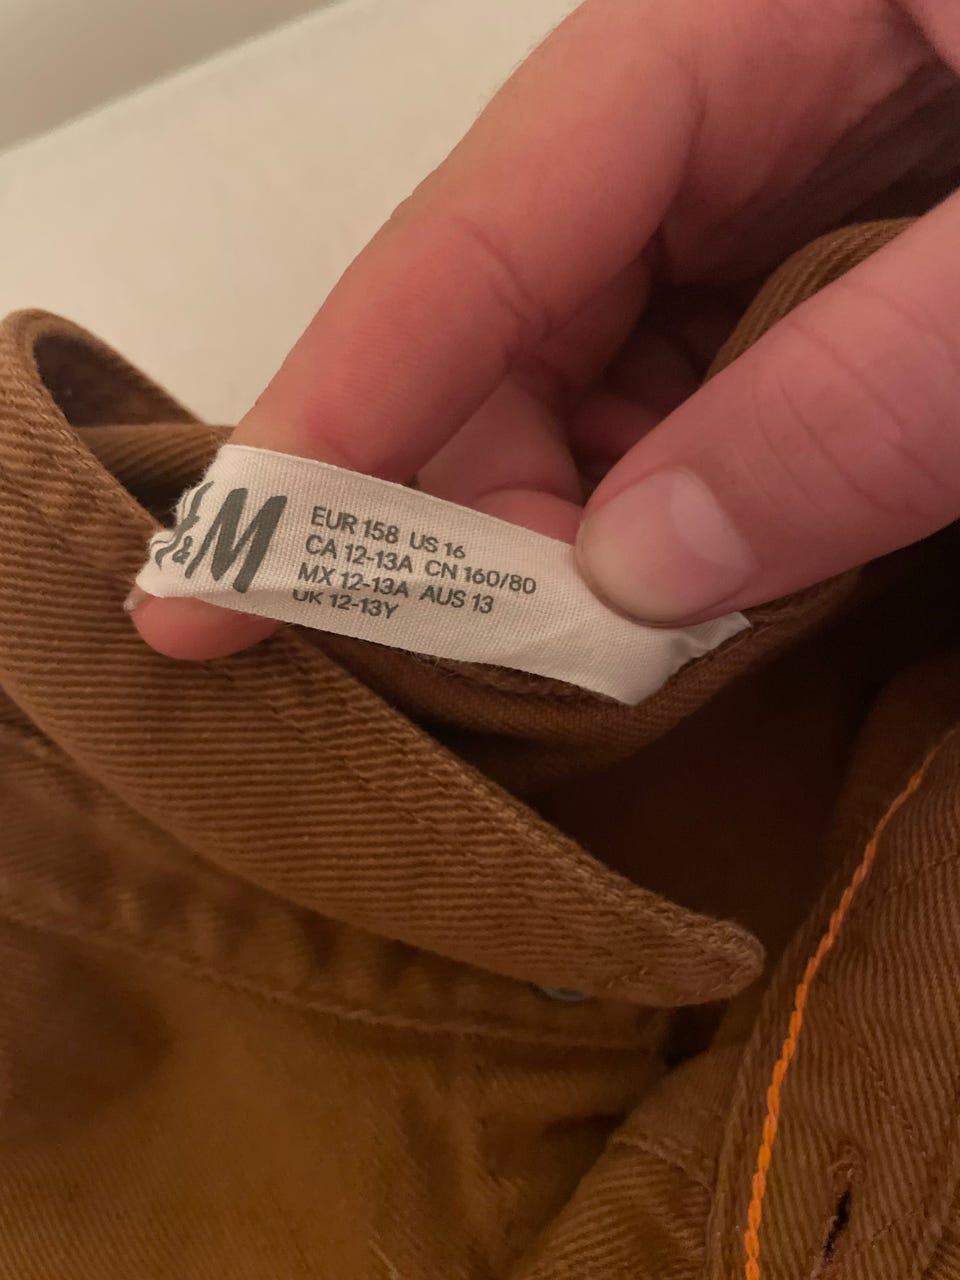 H&M
EUR 158 US 16
CA 12-13A CN 160/80
MX 12-13A AUS 13
UK 12-13Y